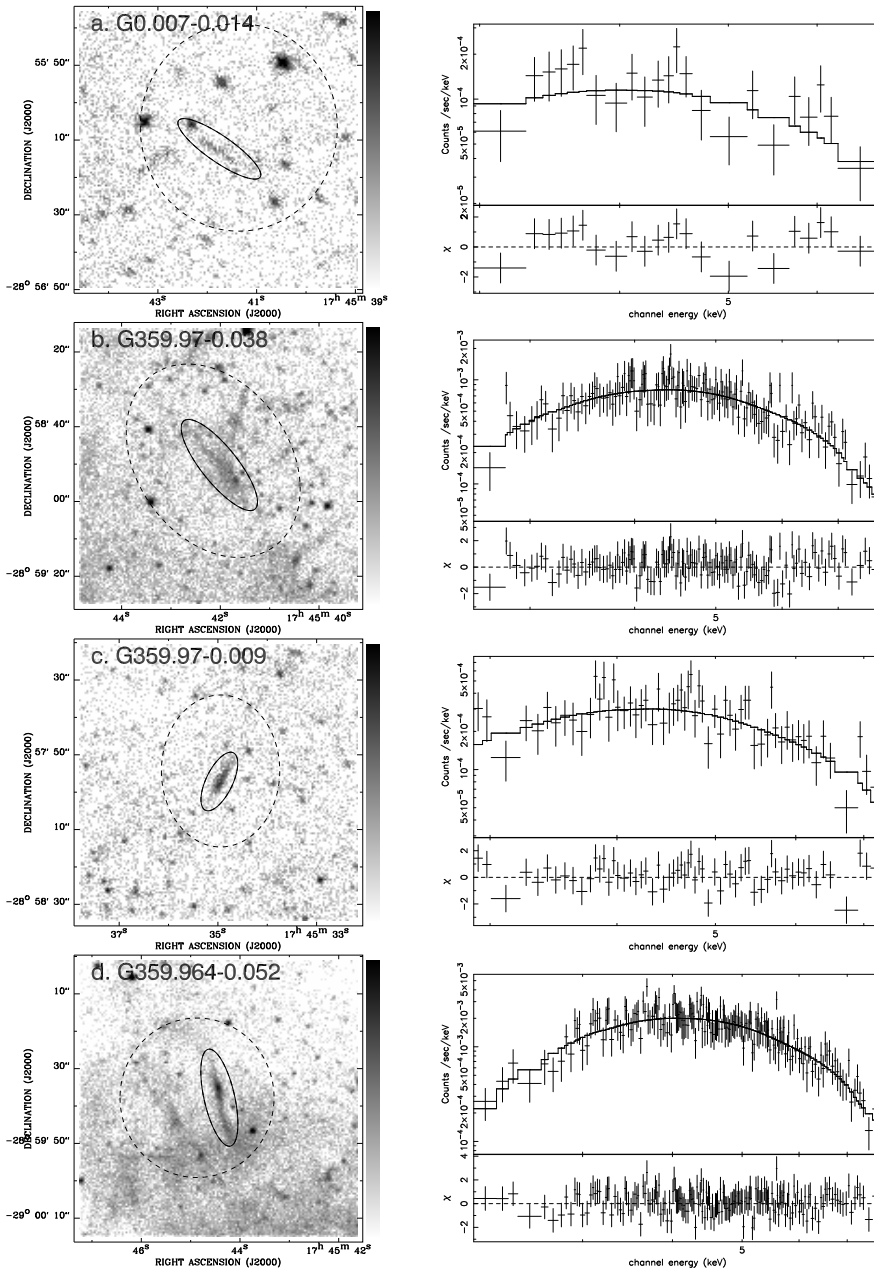 a. G0.007-0.014
55' 50"
10"
30"
-28° 56' 50"
DECLINATION (J2000)
43ˢ 41ˢ 17ʰ 45ᵐ 39ˢ
RIGHT ASCENSION (J2000)
Counts /sec/keV
2×10⁻⁴
10⁻⁴
5×10⁻⁵
2×10⁻⁵
χ
2
0
-2
5
channel energy (keV)
b. G359.97-0.038
20"
58' 40"
00"
-28° 59' 20"
DECLINATION (J2000)
44ˢ 42ˢ 17ʰ 45ᵐ 40ˢ
RIGHT ASCENSION (J2000)
Counts /sec/keV
2×10⁻³
10⁻³
5×10⁻⁴
2×10⁻⁴
10⁻⁴
5×10⁻⁵
χ
2
0
-2
5
channel energy (keV)
c. G359.97-0.009
30"
57' 50"
10"
-28° 58' 30"
DECLINATION (J2000)
37ˢ 35ˢ 17ʰ 45ᵐ 33ˢ
RIGHT ASCENSION (J2000)
Counts /sec/keV
5×10⁻⁴
2×10⁻⁴
10⁻⁴
5×10⁻⁵
χ
2
0
-2
5
channel energy (keV)
d. G359.964-0.052
10"
30"
-28° 59' 50"
-29° 00' 10"
DECLINATION (J2000)
46ˢ 44ˢ 17ʰ 45ᵐ 42ˢ
RIGHT ASCENSION (J2000)
Counts /sec/keV
5×10⁻³
2×10⁻³
10⁻³
5×10⁻⁴
2×10⁻⁴
10⁻⁴
χ
4
2
0
-2
5
channel energy (keV)